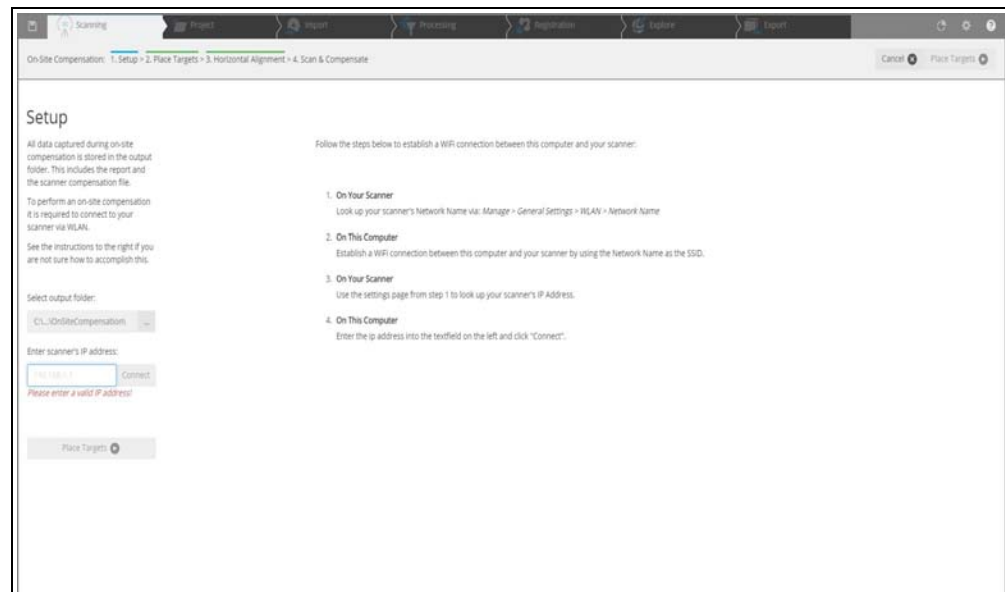 Scanning
Project
Import
Processing
Registration
Explore
Export
On-Site Compensation: 1. Setup > 2. Place Targets > 3. Horizontal Alignment > 4. Scan & Compensate
Cancel
Place Targets
Setup
All data captured during on-site
compensation is stored in the output
folder. This includes the report and
the scanner compensation file.
To perform an on-site compensation
it is required to connect to your
scanner via WLAN.
See the instructions to the right if you
are not sure how to accomplish this.
Select output folder:
C:\...\OnSiteCompensation\
...
Enter scanner's IP address:
Connect
Please enter a valid IP address!
Place Targets
Follow the steps below to establish a WiFi connection between this computer and your scanner:
1. On Your Scanner
Look up your scanner's Network Name via: Manage > General Settings > WLAN > Network Name
2. On This Computer
Establish a WiFi connection between this computer and your scanner by using the Network Name as the SSID.
3. On Your Scanner
Use the settings page from step 1 to look up your scanner's IP Address.
4. On This Computer
Enter the ip address into the textfield on the left and click "Connect".